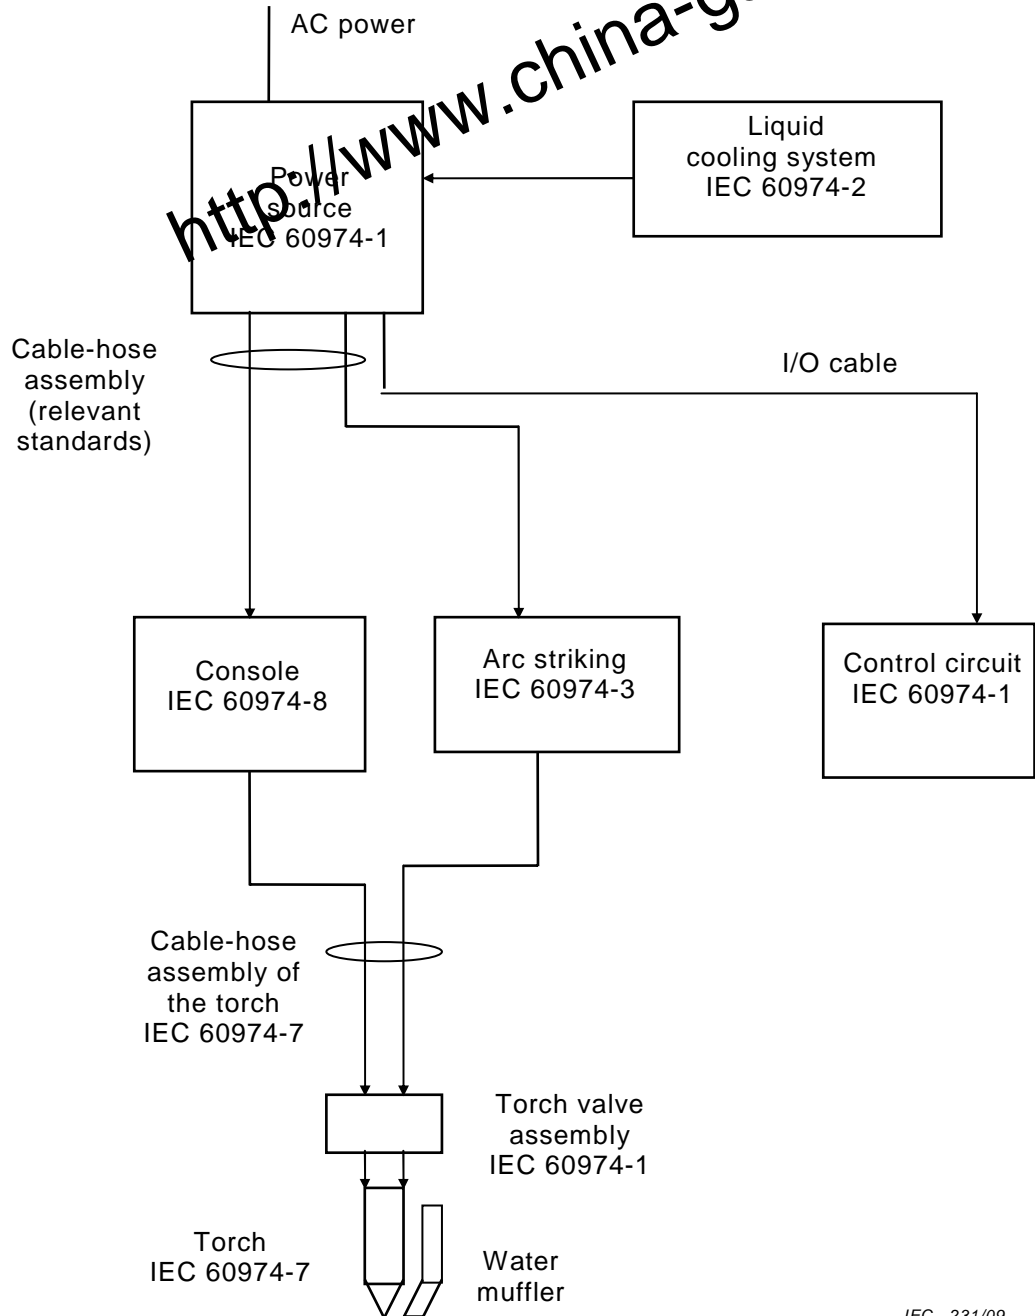 AC power
http://www.china-g
Liquid
cooling system
IEC 60974-2
Power
source
IEC 60974-1
Cable-hose
assembly
(relevant
standards)
I/O cable
Console
IEC 60974-8
Arc striking
IEC 60974-3
Control circuit
IEC 60974-1
Cable-hose
assembly of
the torch
IEC 60974-7
Torch valve
assembly
IEC 60974-1
Torch
IEC 60974-7
Water
muffler
IEC 231/09